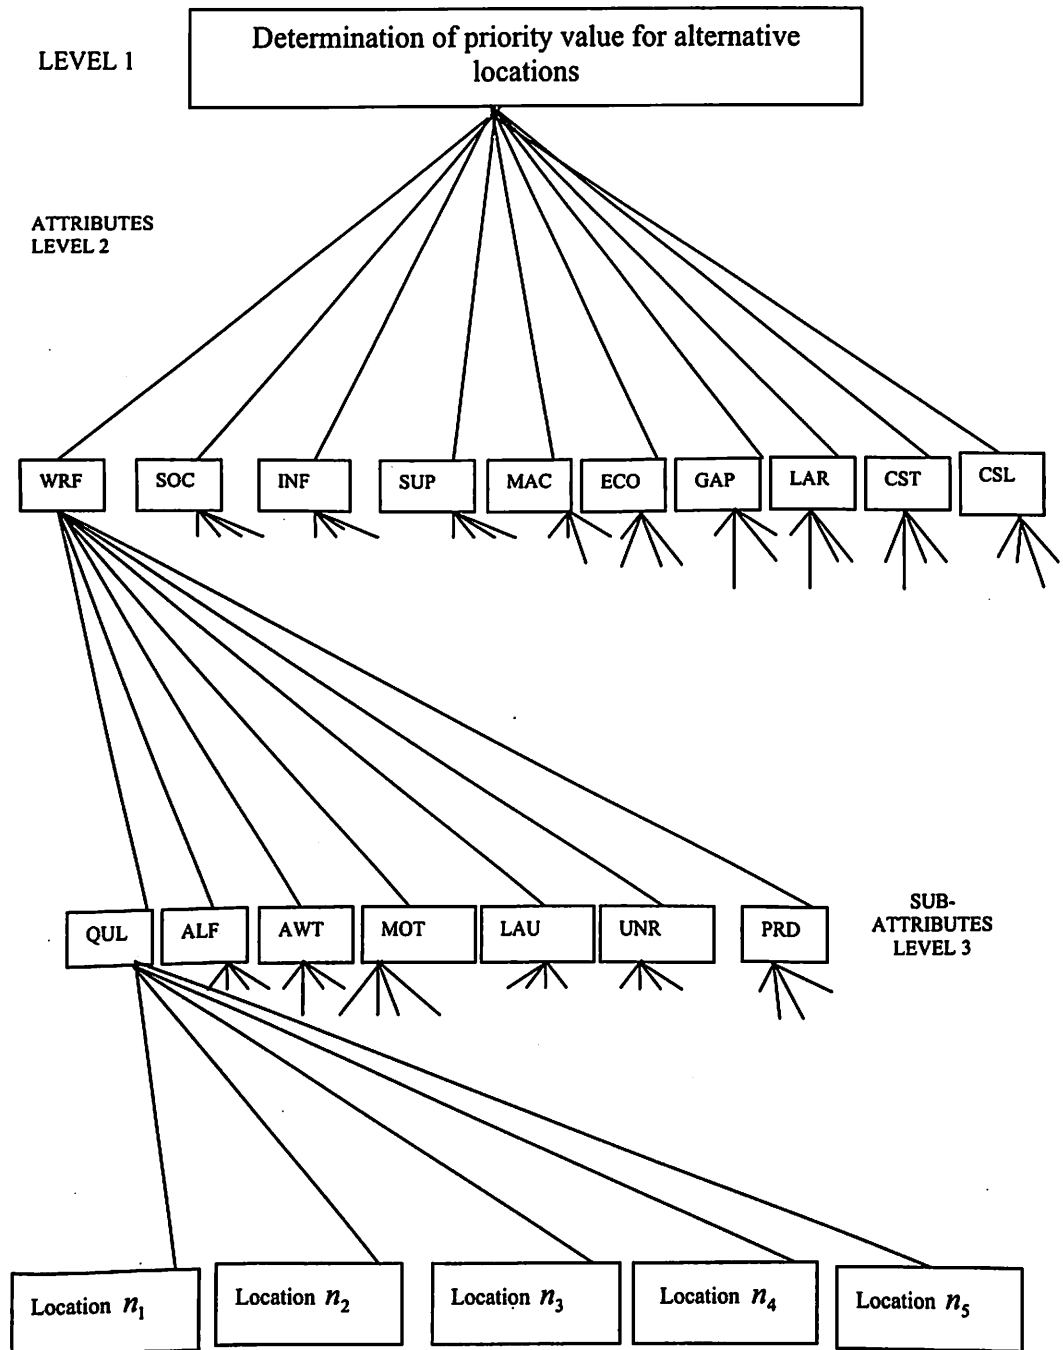 LEVEL 1
Determination of priority value for alternative
locations
ATTRIBUTES
LEVEL 2
WRF
SOC
INF
SUP
MAC
ECO
GAP
LAR
CST
CSL
QUL
ALF
AWT
MOT
LAU
UNR
PRD
SUB-
ATTRIBUTES
LEVEL 3
Location n₁
Location n₂
Location n₃
Location n₄
Location n₅